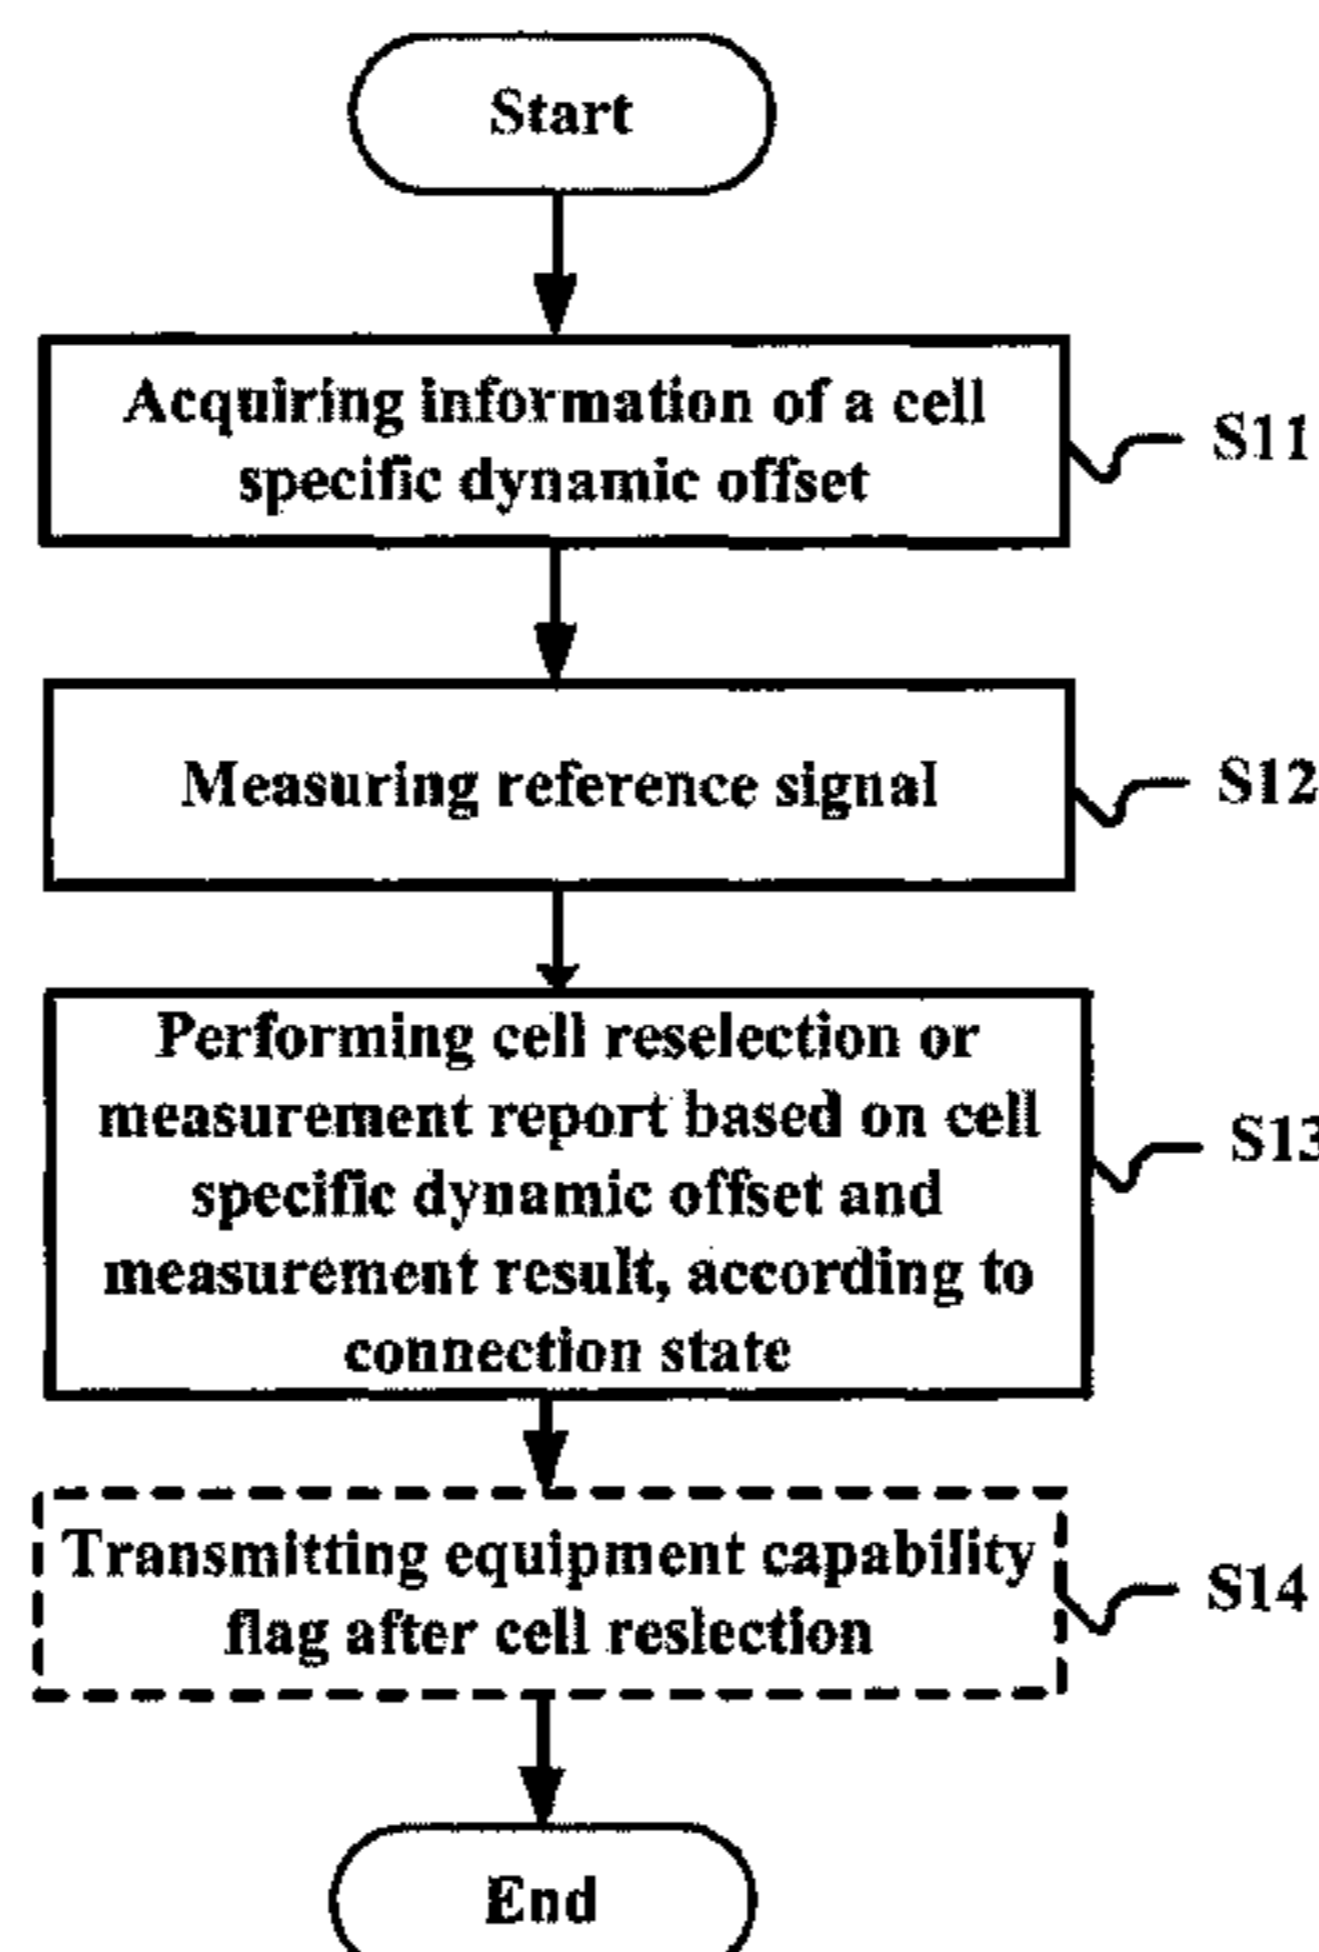 Start
Acquiring information of a cell
specific dynamic offset
S11
Measuring reference signal
S12
Performing cell reselection or
measurement report based on cell
specific dynamic offset and
measurement result, according to
connection state
S13
Transmitting equipment capability
flag after cell reslection
S14
End